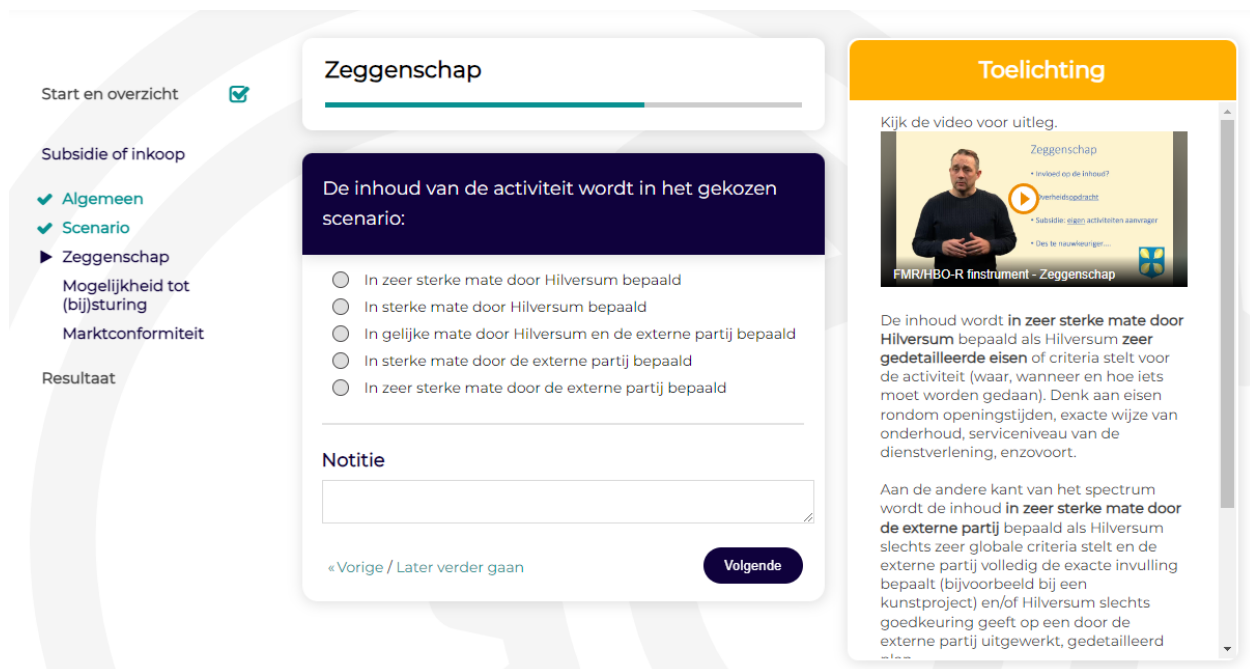 Start en overzicht
Subsidie of inkoop
Algemeen
Scenario
Zeggenschap
Mogelijkheid tot
(bij)sturing
Marktconformiteit
Resultaat
Zeggenschap
De inhoud van de activiteit wordt in het gekozen
scenario:
In zeer sterke mate door Hilversum bepaald
In sterke mate door Hilversum bepaald
In gelijke mate door Hilversum en de externe partij bepaald
In sterke mate door de externe partij bepaald
In zeer sterke mate door de externe partij bepaald
Notitie
« Vorige / Later verder gaan
Volgende
Toelichting
Kijk de video voor uitleg.
Zeggenschap
• Invloed op de inhoud?
Overheidsopdracht
• Subsidie: eigen activiteiten aanvrager
• Des te nauwkeuriger....
FMR/HBO-R finstrument - Zeggenschap
De inhoud wordt in zeer sterke mate door
Hilversum bepaald als Hilversum zeer
gedetailleerde eisen of criteria stelt voor
de activiteit (waar, wanneer en hoe iets
moet worden gedaan). Denk aan eisen
rondom openingstijden, exacte wijze van
onderhoud, serviceniveau van de
dienstverlening, enzovoort.
Aan de andere kant van het spectrum
wordt de inhoud in zeer sterke mate door
de externe partij bepaald als Hilversum
slechts zeer globale criteria stelt en de
externe partij volledig de exacte invulling
bepaalt (bijvoorbeeld bij een
kunstproject) en/of Hilversum slechts
goedkeuring geeft op een door de
externe partij uitgewerkt, gedetailleerd